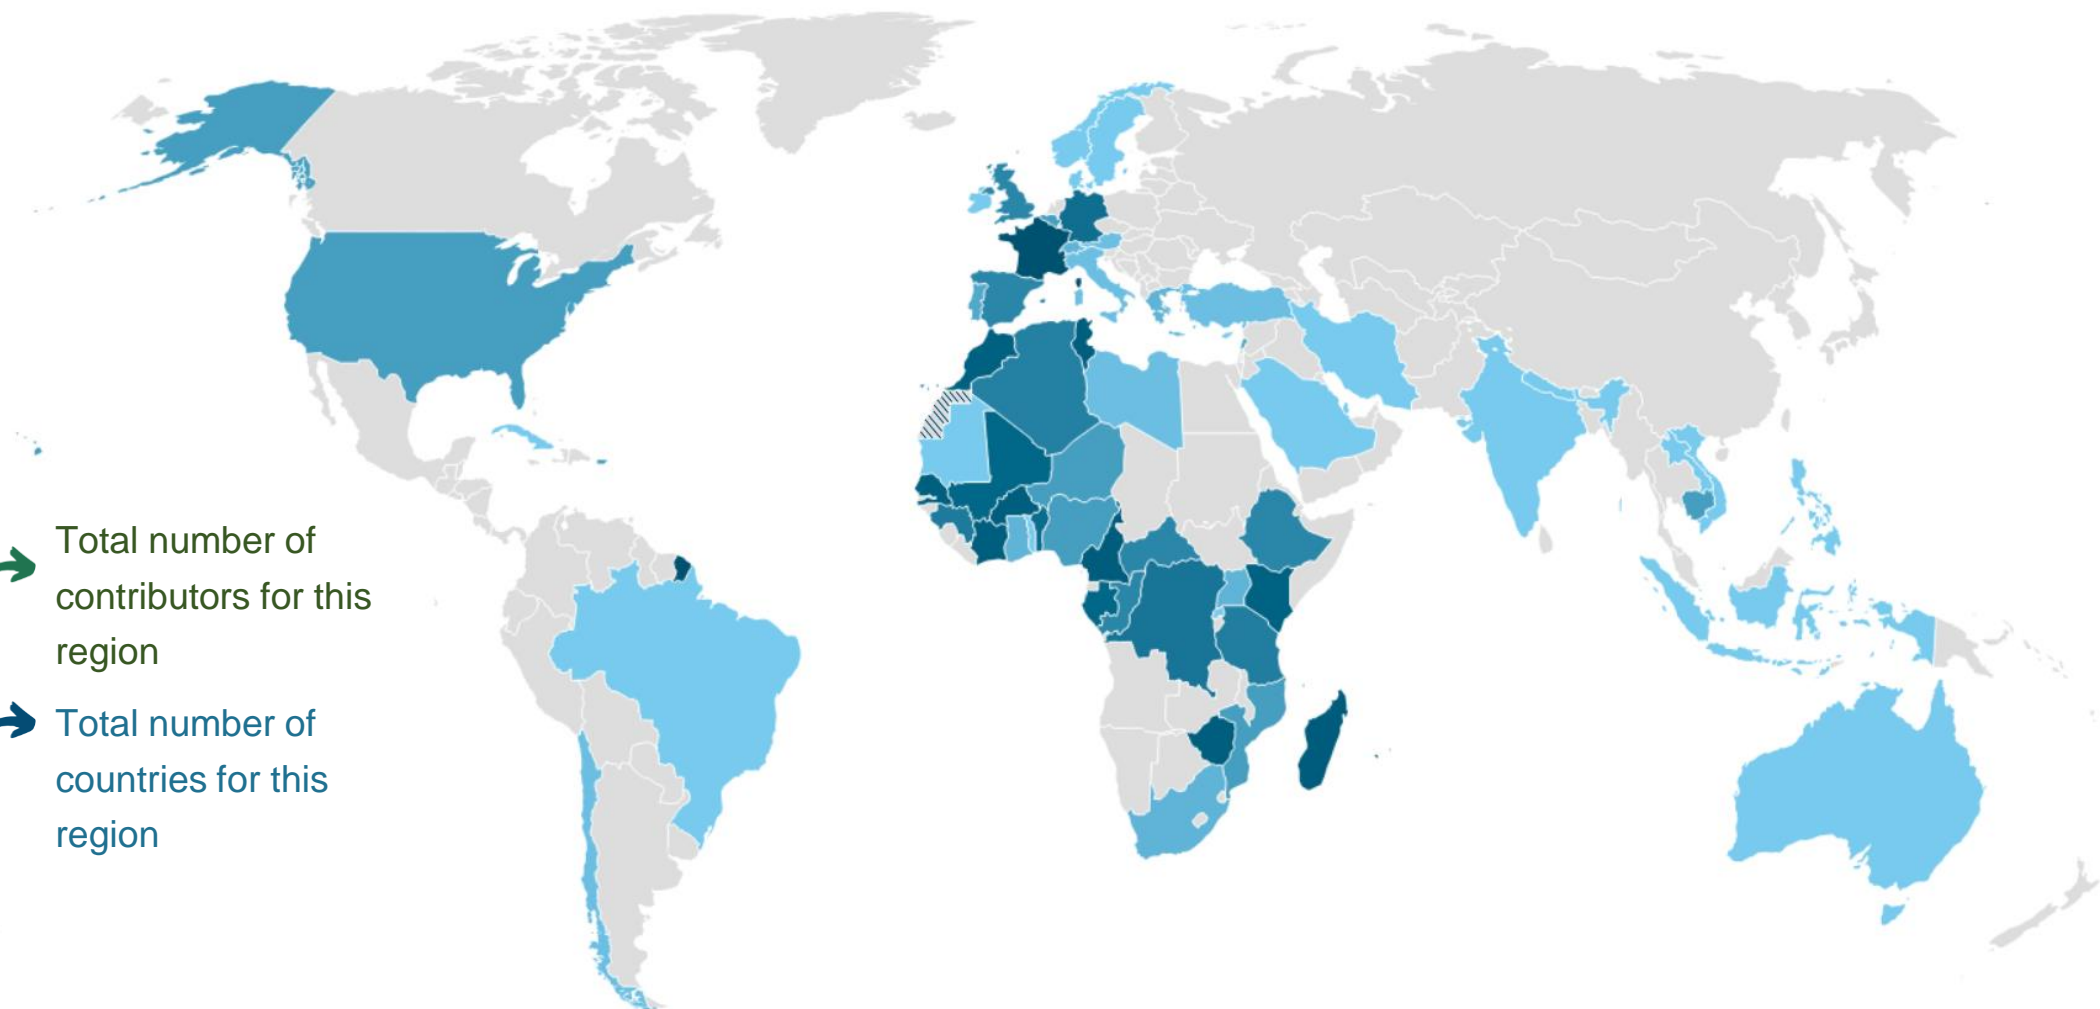 Total number of
contributors for this
region
Total number of
countries for this
region